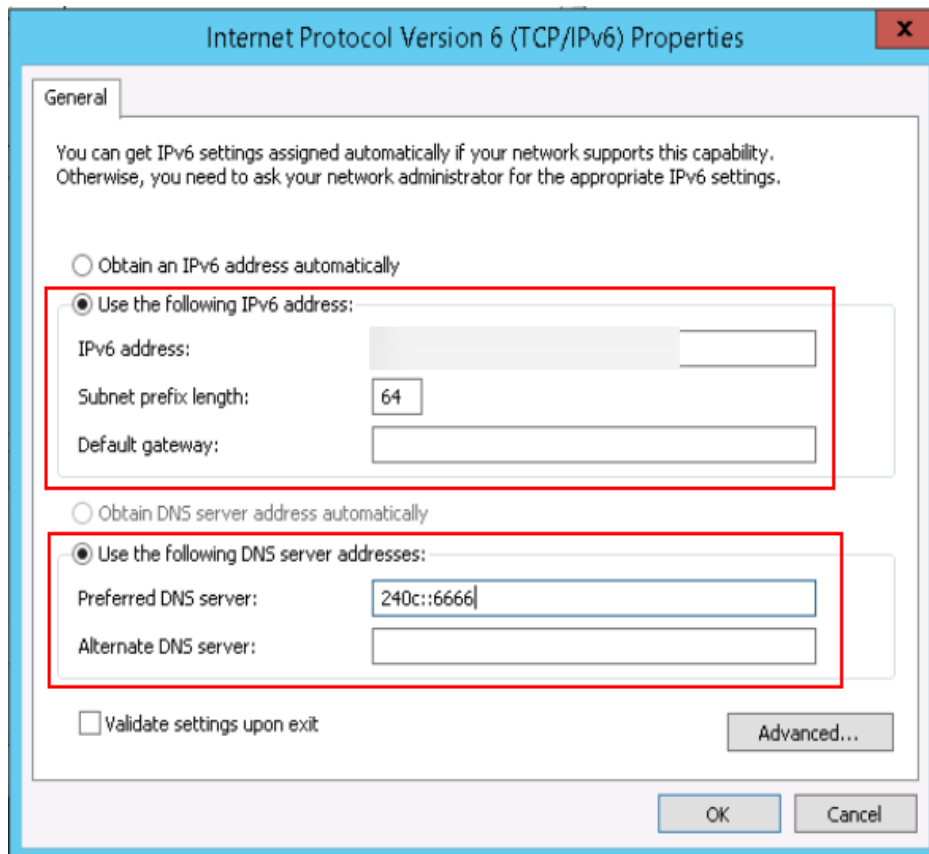 Internet Protocol Version 6 (TCP/IPv6) Properties
x
General
You can get IPv6 settings assigned automatically if your network supports this capability.
Otherwise, you need to ask your network administrator for the appropriate IPv6 settings.
Obtain an IPv6 address automatically
Use the following IPv6 address:
IPv6 address:
Subnet prefix length: 64
Default gateway:
Obtain DNS server address automatically
Use the following DNS server addresses:
Preferred DNS server: 240c::6666
Alternate DNS server:
Validate settings upon exit
Advanced...
OK Cancel